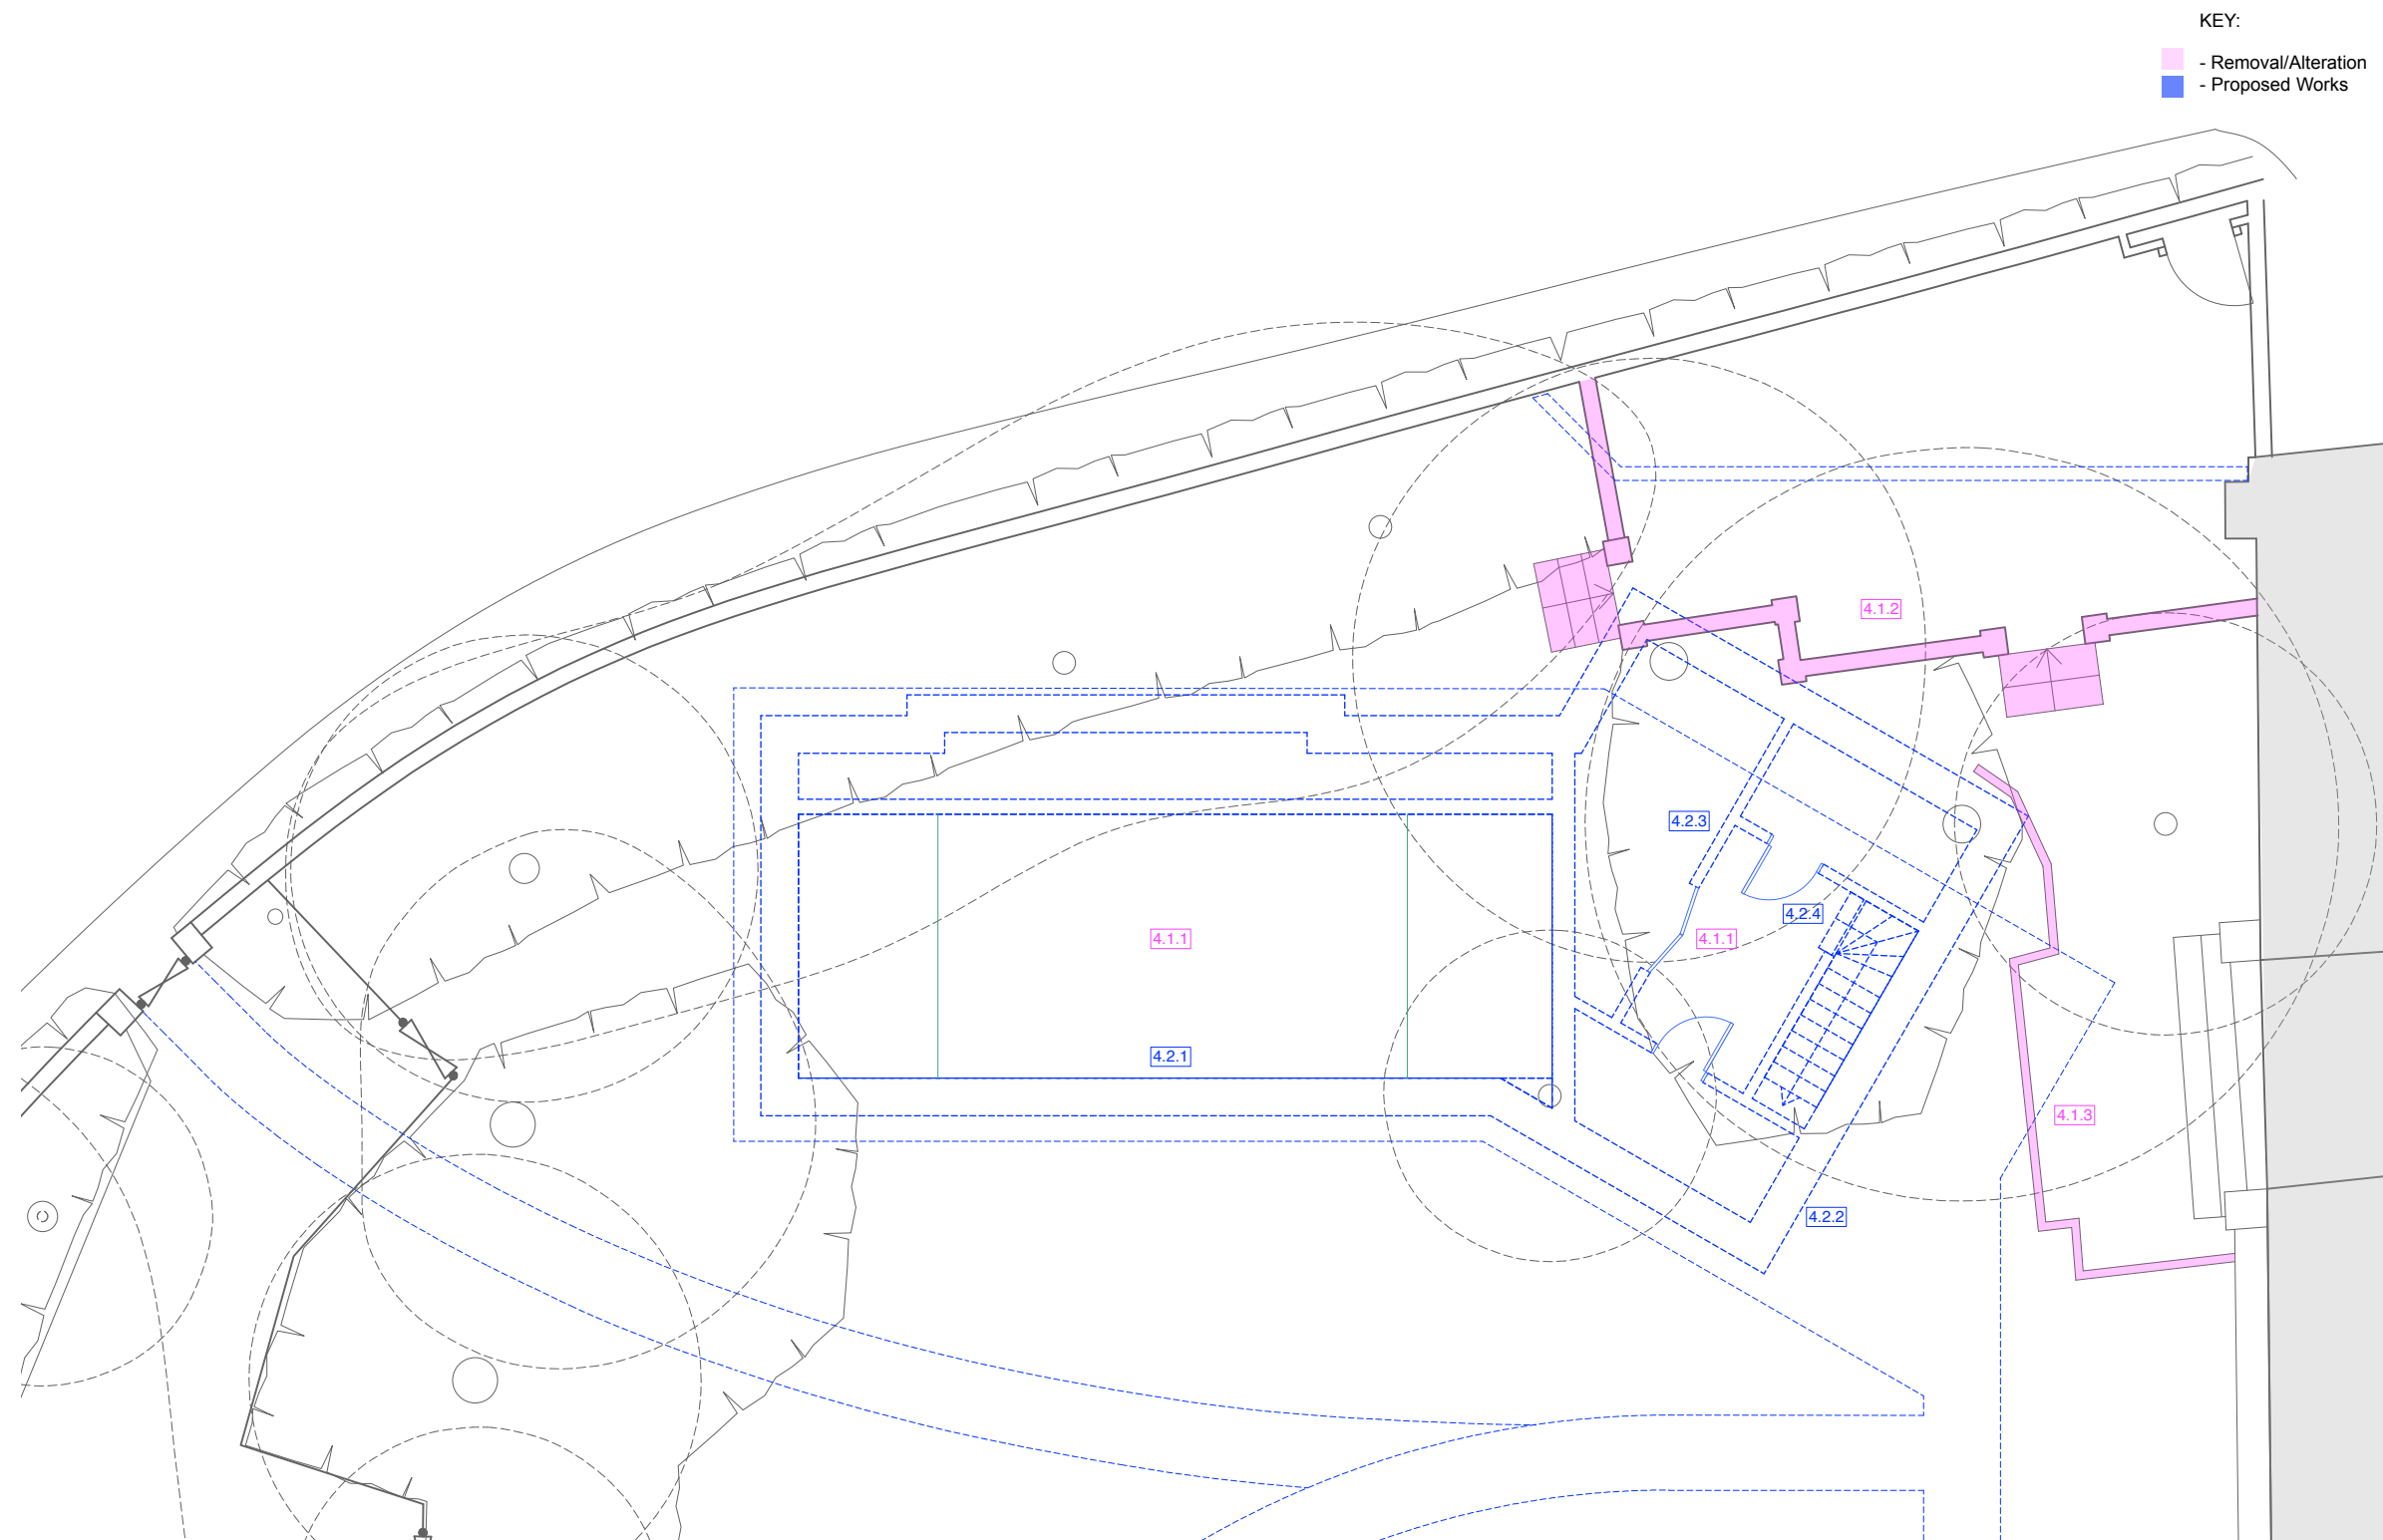 KEY:
- Removal/Alteration
- Proposed Works
4.1.2
4.2.3
4.2.4
4.1.1
4.1.1
4.2.1
4.1.3
4.2.2